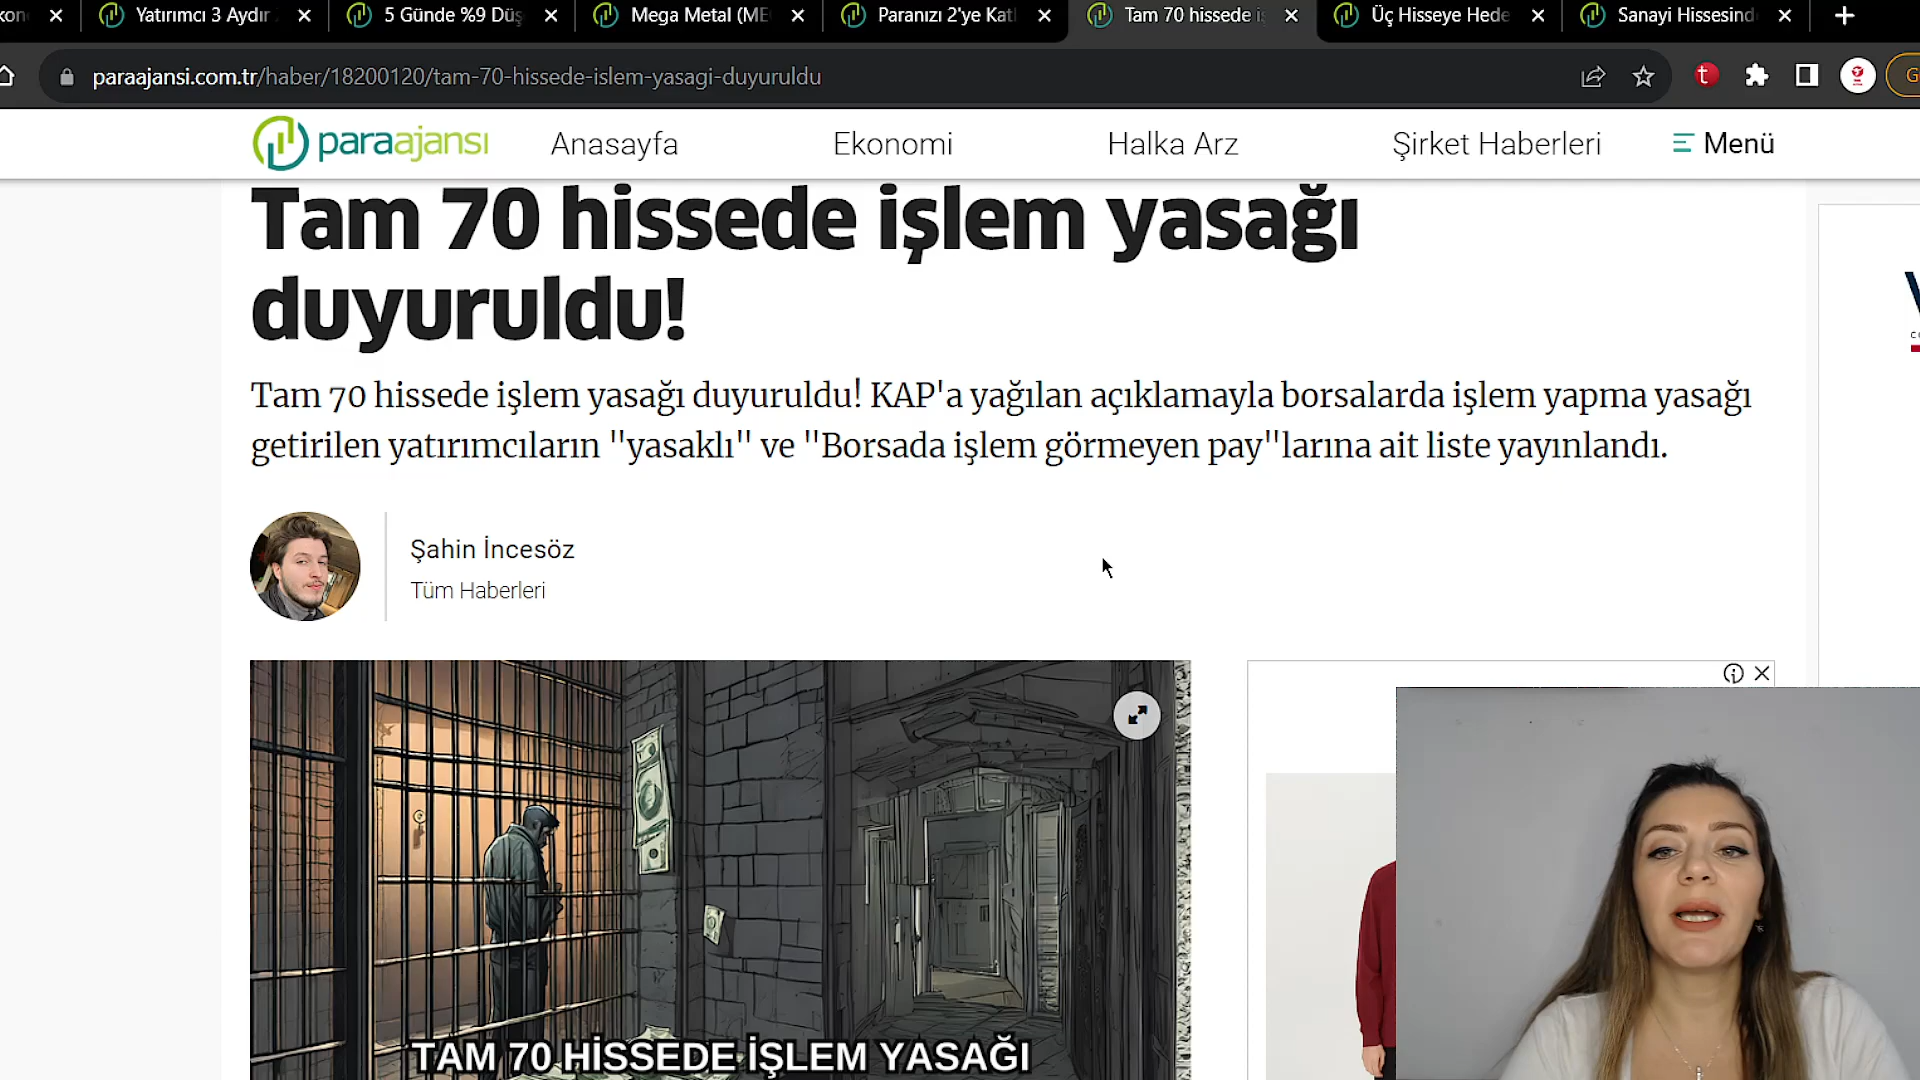 Yatırımcı 3 Aydır
5 Günde %9 Düş
Mega Metal (ME
Paranızı 2'ye Katl
Tam 70 hissede iş
Üç Hisseye Hede
Sanayi Hissesind
paraajansi.com.tr/haber/18200120/tam-70-hissede-islem-yasagi-duyuruldu
paraajansı
Anasayfa
Ekonomi
Halka Arz
Şirket Haberleri
Menü
Tam 70 hissede işlem yasağı
duyuruldu!
Tam 70 hissede işlem yasağı duyuruldu! KAP'a yağılan açıklamayla borsalarda işlem yapma yasağı
getirilen yatırımcıların "yasaklı" ve "Borsada işlem görmeyen pay"larına ait liste yayınlandı.
Şahin İncesöz
Tüm Haberleri
TAM 70 HİSSEDE İŞLEM YASAĞI